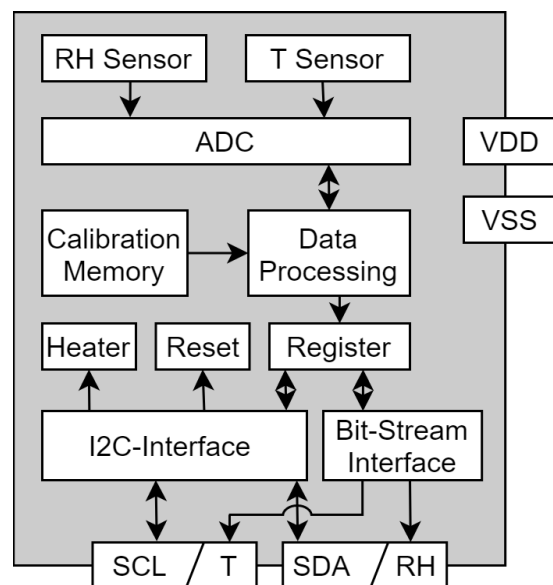 RH Sensor
T Sensor
ADC
VDD
VSS
Calibration
Memory
Data
Processing
Heater
Reset
Register
I2C-Interface
Bit-Stream
Interface
SCL / T
SDA / RH